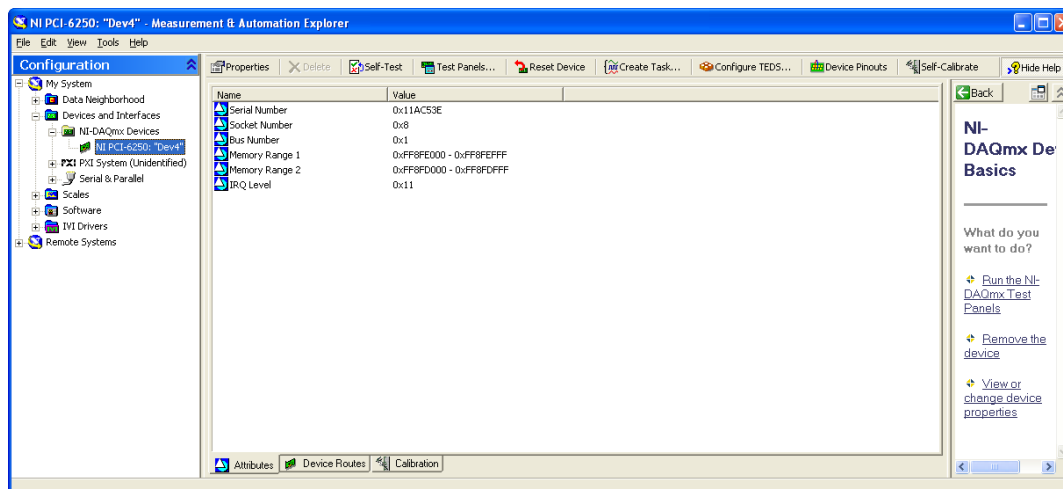 NI PCI-6250: "Dev4" - Measurement & Automation Explorer
File Edit View Tools Help
Configuration
My System
Data Neighborhood
Devices and Interfaces
NI-DAQmx Devices
NI PCI-6250: "Dev4"
PXI PXI System (Unidentified)
Serial & Parallel
Scales
Software
IVI Drivers
Remote Systems
Properties Delete Self-Test Test Panels... Reset Device Create Task... Configure TEDS... Device Pinouts Self-Calibrate Hide Help
Name Value
Serial Number 0x11AC53E
Socket Number 0x8
Bus Number 0x1
Memory Range 1 0xFF8FE000 - 0xFF8FEFFF
Memory Range 2 0xFF8FD000 - 0xFF8FDFFF
IRQ Level 0x11
Attributes Device Routes Calibration
Back
NI-
DAQmx De
Basics
What do you
want to do?
Run the NI-
DAQmx Test
Panels
Remove the
device
View or
change device
properties